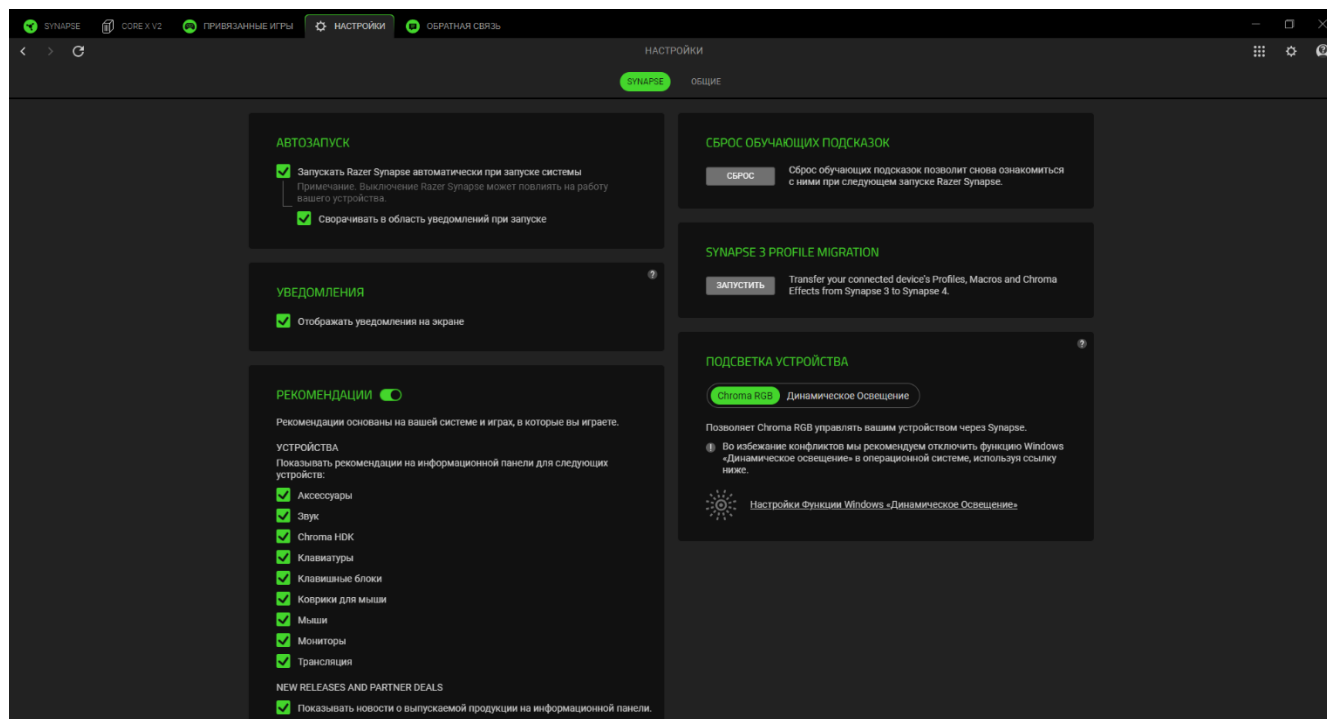 SYNAPSE
CORE X V2
ПРИВЯЗАННЫЕ ИГРЫ
НАСТРОЙКИ
ОБРАТНАЯ СВЯЗЬ
НАСТРОЙКИ
SYNAPSE
ОБЩИЕ
АВТОЗАПУСК
Запускать Razer Synapse автоматически при запуске системы
Примечание. Выключение Razer Synapse может повлиять на работу
вашего устройства.
Сворачивать в область уведомлений при запуске
УВЕДОМЛЕНИЯ
Отображать уведомления на экране
РЕКОМЕНДАЦИИ
Рекомендации основаны на вашей системе и играх, в которые вы играете.
УСТРОЙСТВА
Показывать рекомендации на информационной панели для следующих
устройств:
Аксессуары
Звук
Chroma HDK
Клавиатуры
Клавишные блоки
Коврики для мыши
Мыши
Мониторы
Трансляция
NEW RELEASES AND PARTNER DEALS
Показывать новости о выпускаемой продукции на информационной панели.
СБРОС ОБУЧАЮЩИХ ПОДСКАЗОК
СБРОС
Сброс обучающих подсказок позволит снова ознакомиться
с ними при следующем запуске Razer Synapse.
SYNAPSE 3 PROFILE MIGRATION
ЗАПУСТИТЬ
Transfer your connected device's Profiles, Macros and Chroma
Effects from Synapse 3 to Synapse 4.
ПОДСВЕТКА УСТРОЙСТВА
Chroma RGB
Динамическое Освещение
Позволяет Chroma RGB управлять вашим устройством через Synapse.
Во избежание конфликтов мы рекомендуем отключить функцию Windows
«Динамическое освещение» в операционной системе, используя ссылку
ниже.
Настройки Функции Windows «Динамическое Освещение»